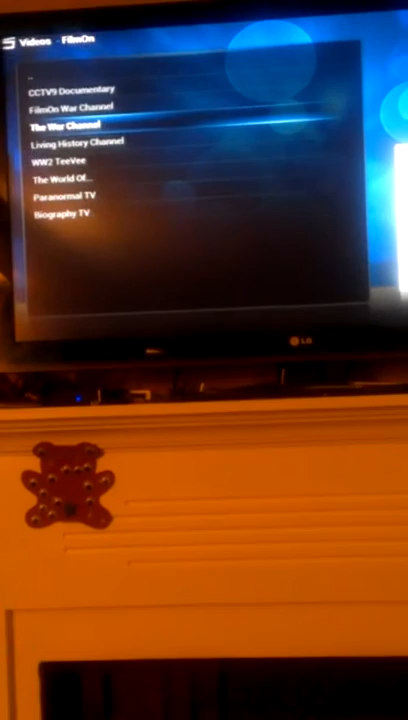 Videos - FilmOn
..
CCTV9 Documentary
FilmOn War Channel
The War Channel
Living History Channel
WW2 TeeVee
The World Of...
Paranormal TV
Biography TV
LG